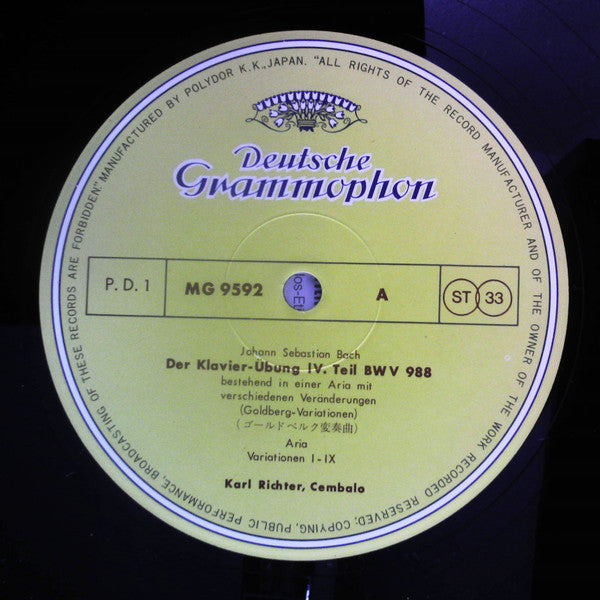 MANUFACTURED BY POLYDOR K.K., JAPAN. "ALL RIGHTS OF THE RECORD MANUFACTURER AND OF THE OWNER OF THE WORK RECORDED RESERVED; COPYING, PUBLIC PERFORMANCE, BROADCASTING OF THESE RECORDS ARE FORBIDDEN"
Deutsche
Grammophon
P. D. 1
MG 9592
A
ST 33
Johann Sebastian Bach
Der Klavier-Übung IV. Teil BWV 988
bestehend in einer Aria mit
verschiedenen Veränderungen
(Goldberg-Variationen)
(ゴールドベルク変奏曲)
Aria
Variationen I-IX
Karl Richter, Cembalo